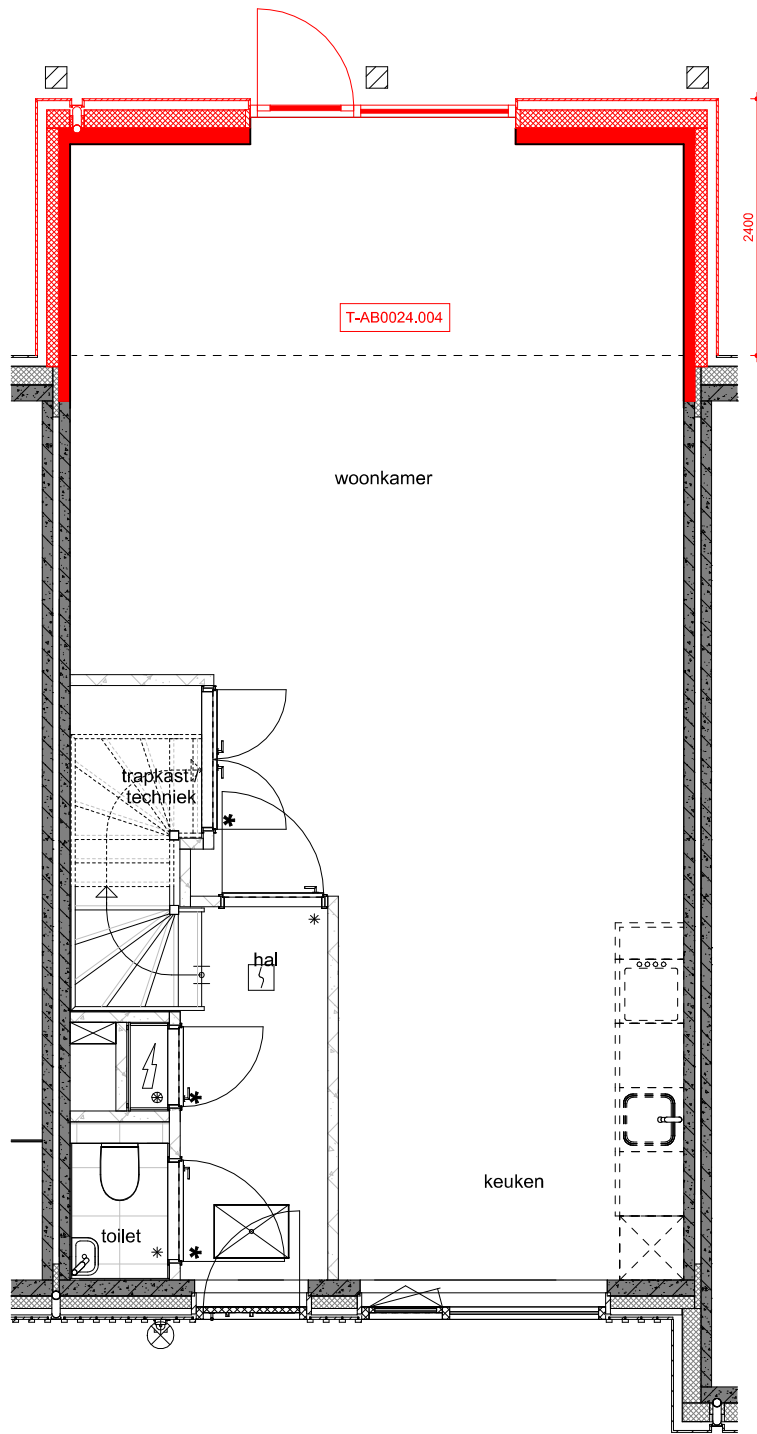 2400
T-AB0024.004
woonkamer
trapkast /
techniek
hal
keuken
toilet